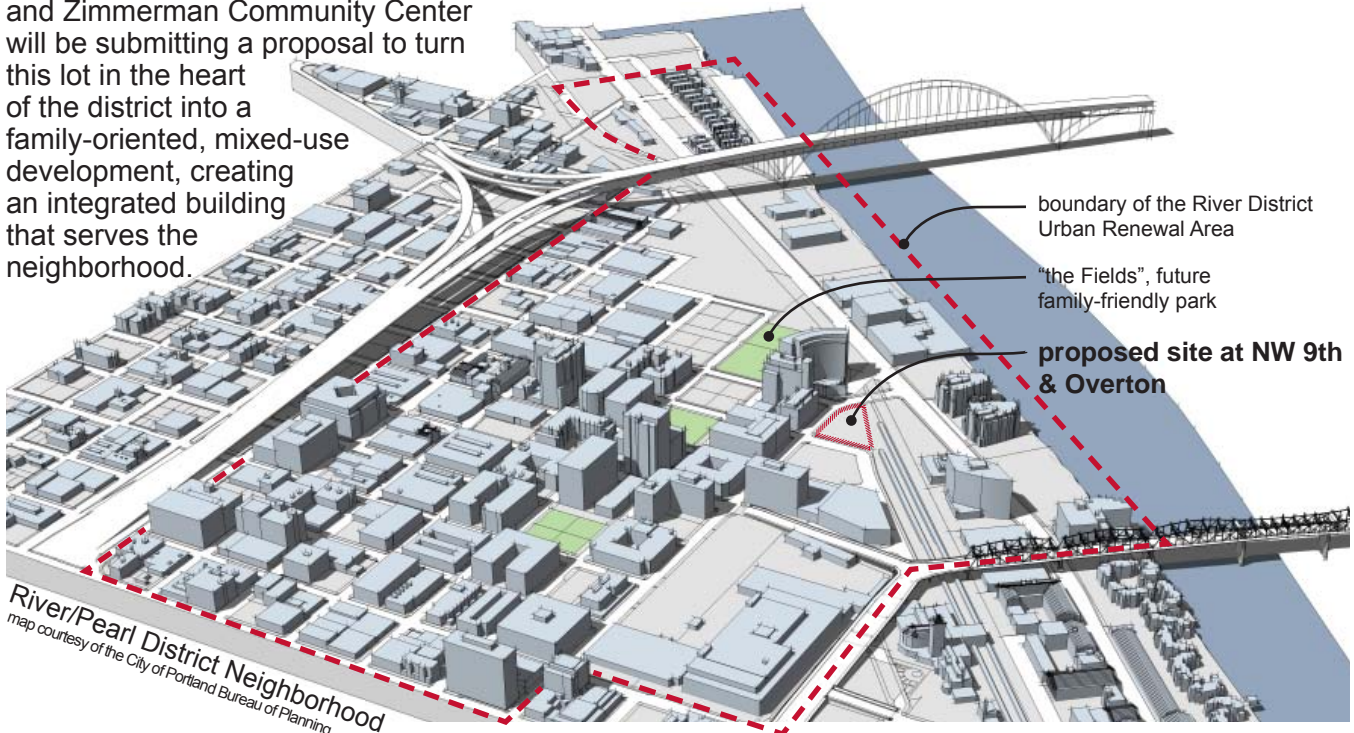 and Zimmerman Community Center
will be submitting a proposal to turn
this lot in the heart
of the district into a
family-oriented, mixed-use
development, creating
an integrated building
that serves the
neighborhood.
boundary of the River District
Urban Renewal Area
“the Fields”, future
family-friendly park
proposed site at NW 9th
& Overton
River/Pearl District Neighborhood
map courtesy of the City of Portland Bureau of Planning